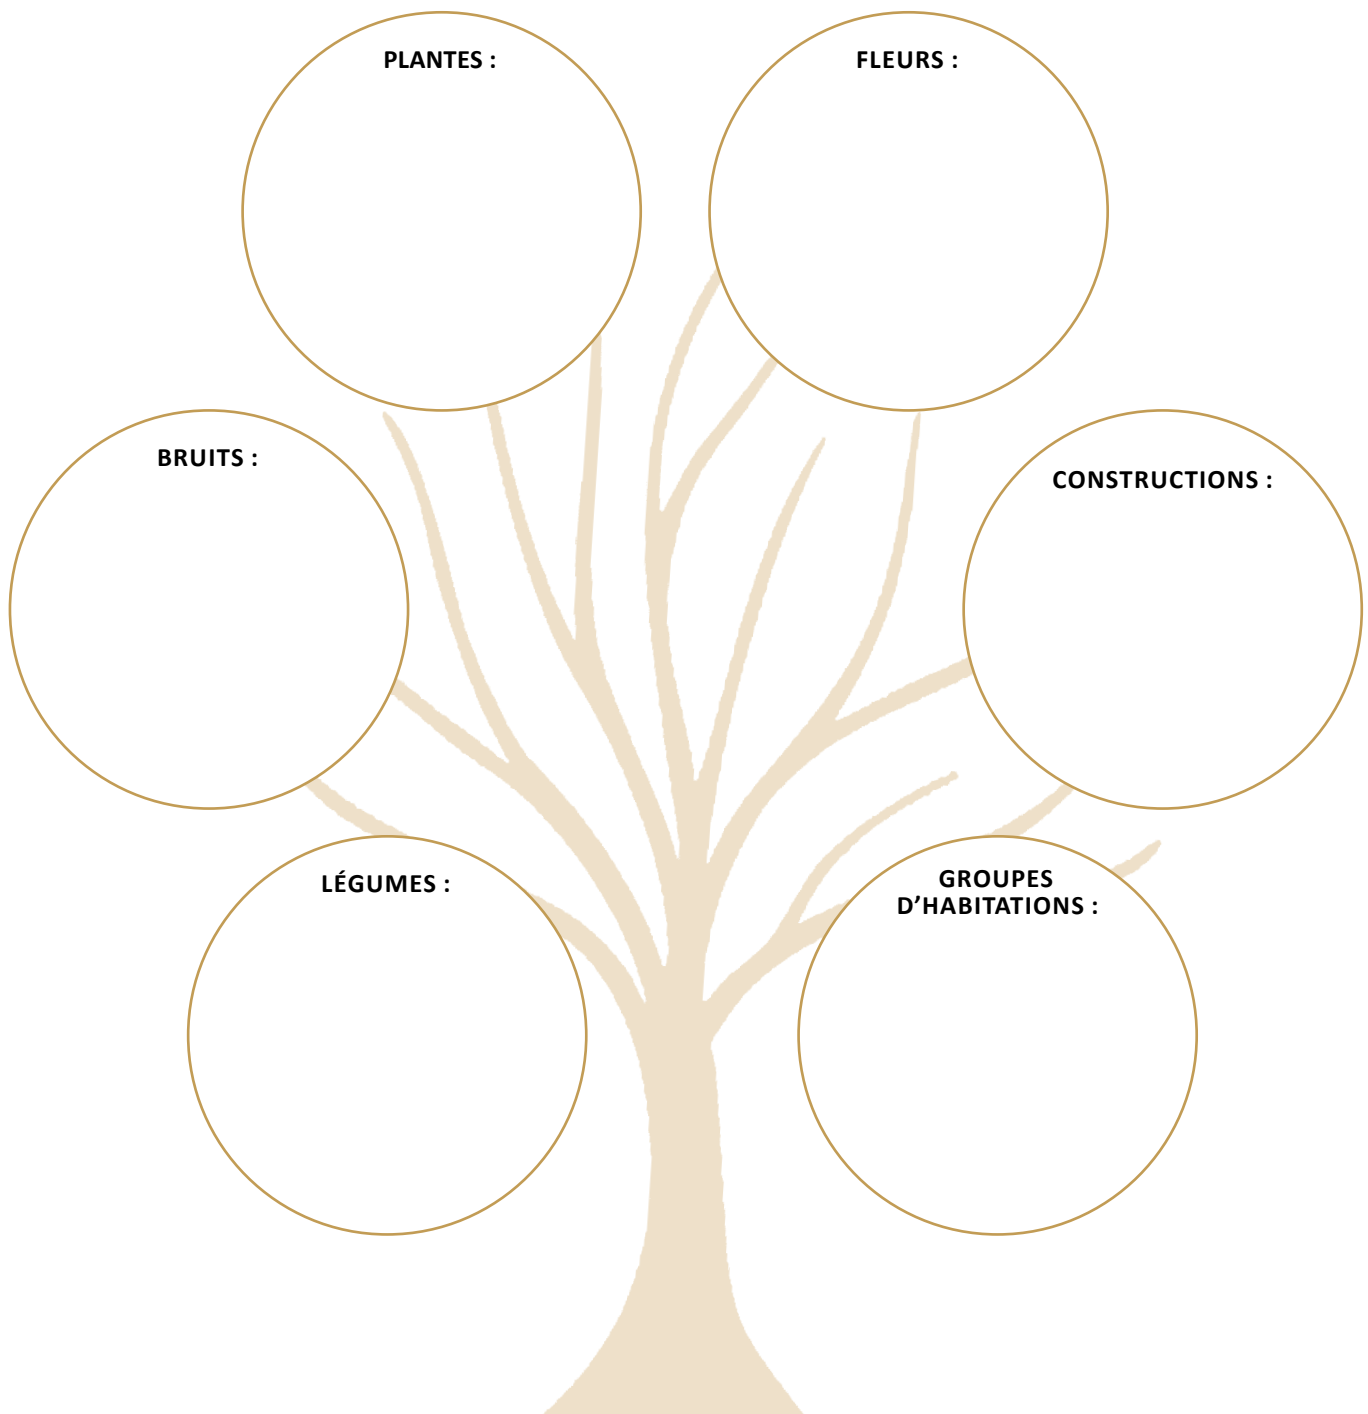 PLANTES :
FLEURS :
BRUITS :
CONSTRUCTIONS :
LÉGUMES :
GROUPES
D’HABITATIONS :